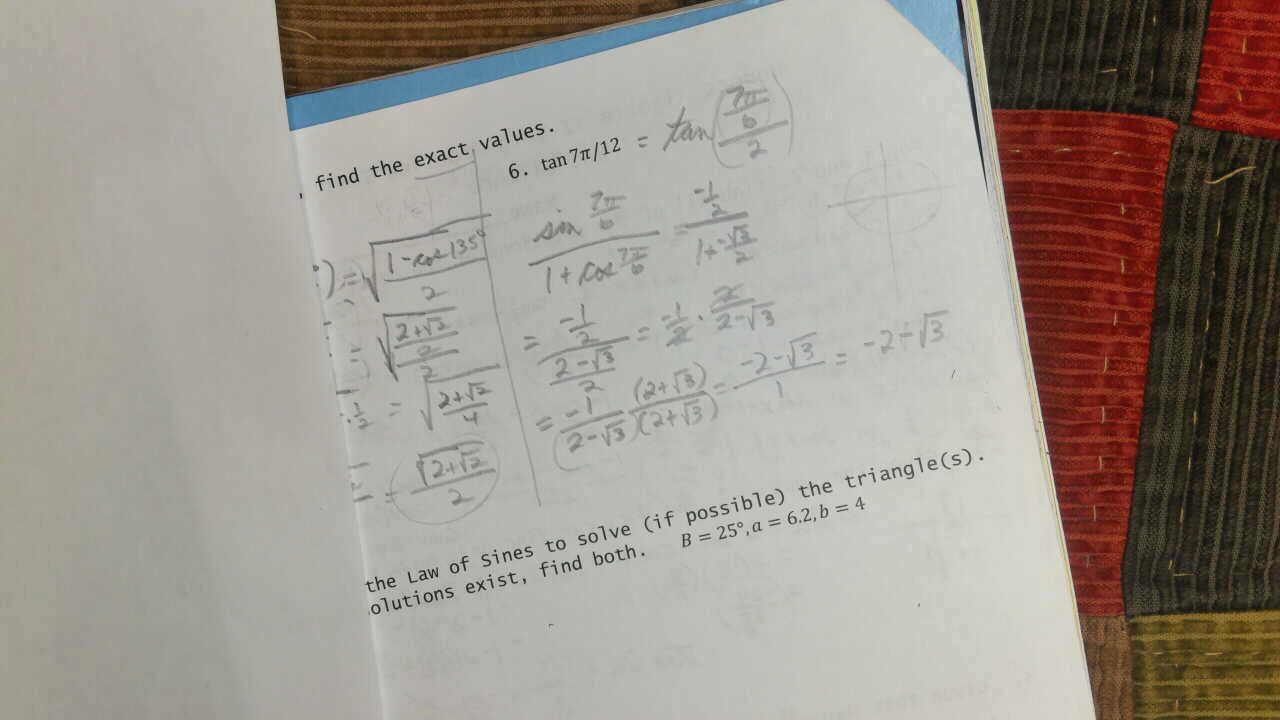 , find the exact values.
6. tan 7π/12 = tan((7π/6)/2)
) = √((1 - cos 135°)/2)
= √(((2+√2)/2)/2)
· 1/2 = √((2+√2)/4)
= √(2+√2)/2
(sin 7π/6)/(1 + cos 7π/6) = (-1/2)/(1 + -√3/2)
= (-1/2)/((2-√3)/2) = -1/2 · 2/(2-√3)
= -1/(2-√3) (2+√3)/(2+√3) = (-2-√3)/1 = -2-√3
the Law of Sines to solve (if possible) the triangle(s).
olutions exist, find both. B = 25°, a = 6.2, b = 4